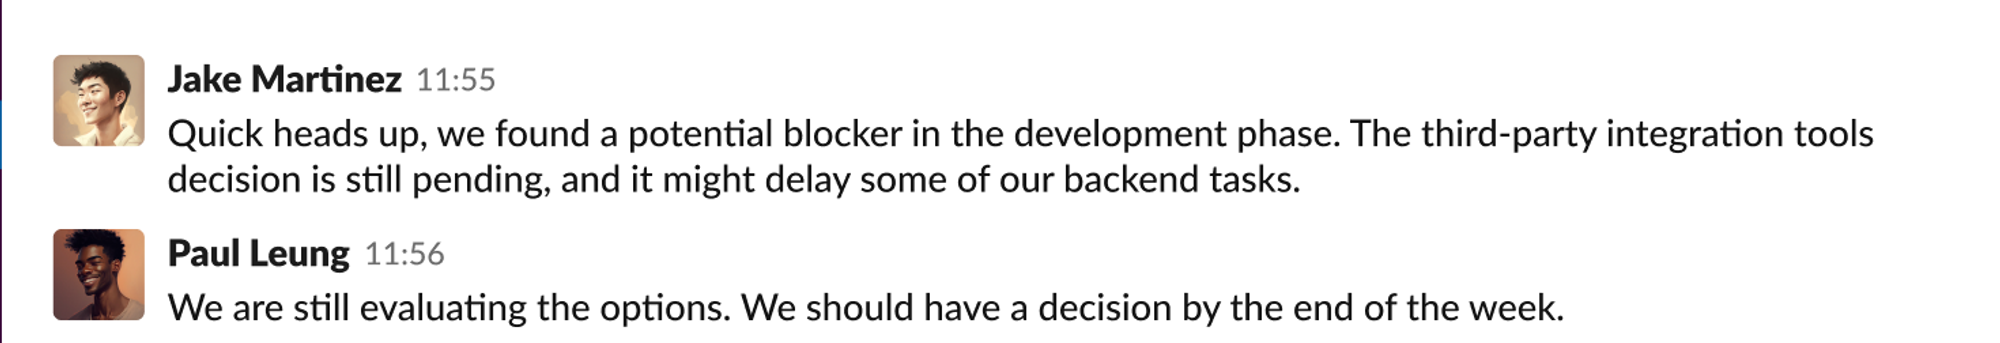 Jake Martinez 11:55
Quick heads up, we found a potential blocker in the development phase. The third-party integration tools
decision is still pending, and it might delay some of our backend tasks.
Paul Leung 11:56
We are still evaluating the options. We should have a decision by the end of the week.